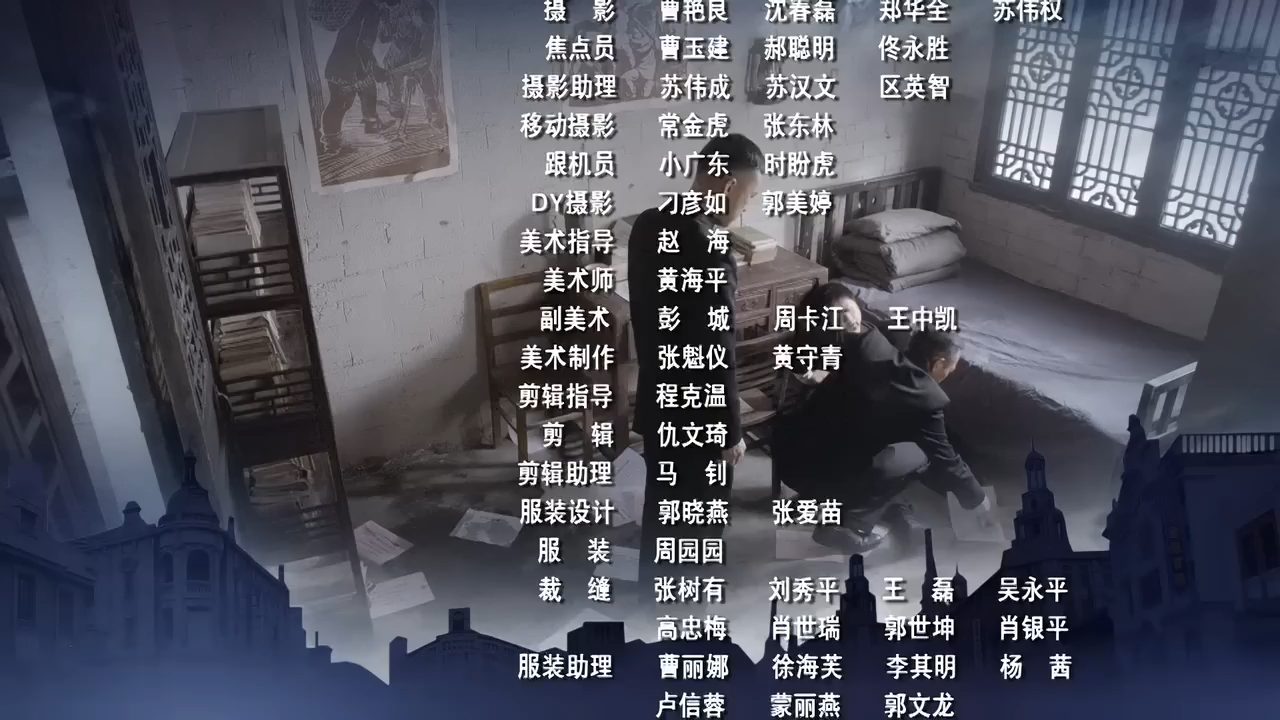 摄 影 曹艳良 沈春磊 郑华全 苏伟权
焦点员 曹玉建 郝聪明 佟永胜
摄影助理 苏伟成 苏汉文 区英智
移动摄影 常金虎 张东林
跟机员 小广东 时盼虎
DY摄影 刁彦如 郭美婷
美术指导 赵 海
美术师 黄海平
副美术 彭 城 周卡江 王中凯
美术制作 张魁仪 黄守青
剪辑指导 程克温
剪 辑 仇文琦
剪辑助理 马 钊
服装设计 郭晓燕 张爱苗
服 装 周园园
裁 缝 张树有 刘秀平 王 磊 吴永平
高忠梅 肖世瑞 郭世坤 肖银平
服装助理 曹丽娜 徐海芙 李其明 杨 茜
卢信蓉 蒙丽燕 郭文龙